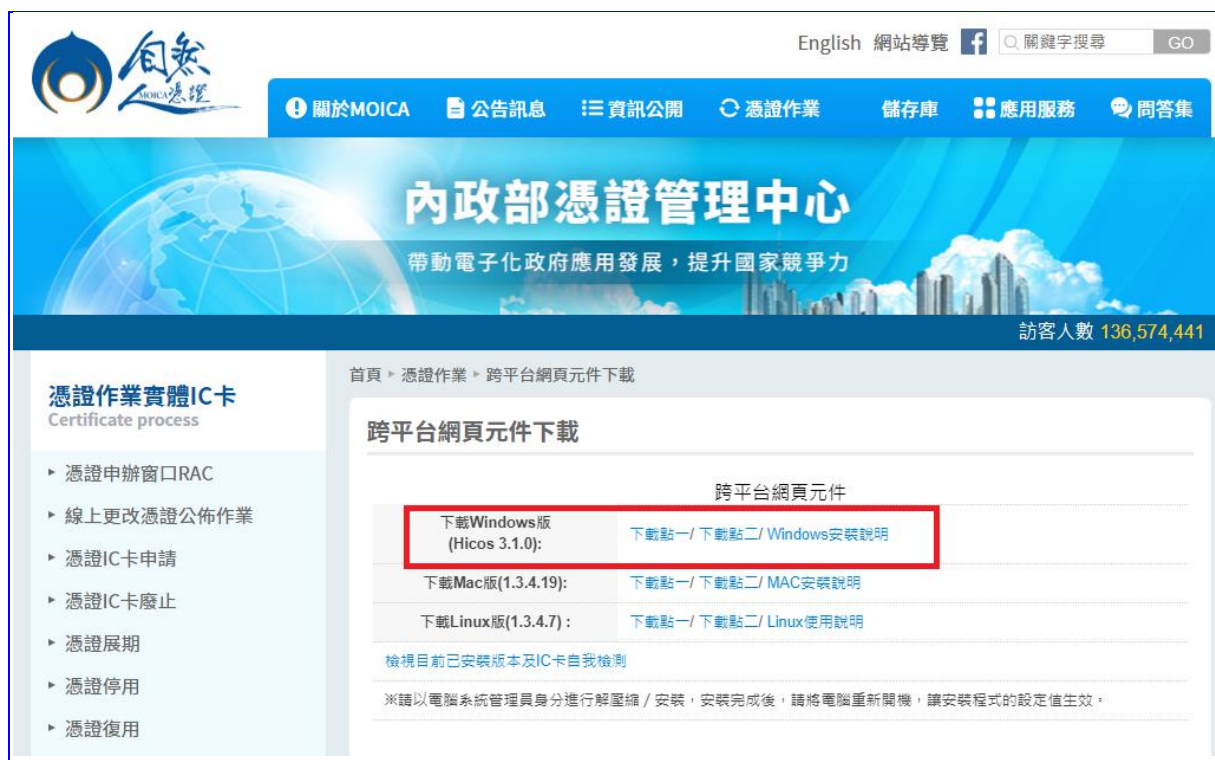 自然
人憑證
MOICA
English 網站導覽 f 關鍵字搜尋 GO
關於MOICA 公告訊息 資訊公開 憑證作業 儲存庫 應用服務 問答集
內政部憑證管理中心
帶動電子化政府應用發展，提升國家競爭力
訪客人數 136,574,441
憑證作業實體IC卡
Certificate process
憑證申辦窗口RAC
線上更改憑證公佈作業
憑證IC卡申請
憑證IC卡廢止
憑證展期
憑證停用
憑證復用
首頁 ▸ 憑證作業 ▸ 跨平台網頁元件下載
跨平台網頁元件下載
跨平台網頁元件
下載Windows版
(Hicos 3.1.0):
下載點一/ 下載點二/ Windows安裝說明
下載Mac版(1.3.4.19): 下載點一/ 下載點二/ MAC安裝說明
下載Linux版(1.3.4.7) : 下載點一/ 下載點二/ Linux使用說明
檢視目前已安裝版本及IC卡自我檢測
※請以電腦系統管理員身分進行解壓縮 / 安裝，安裝完成後，請將電腦重新開機，讓安裝程式的設定值生效。